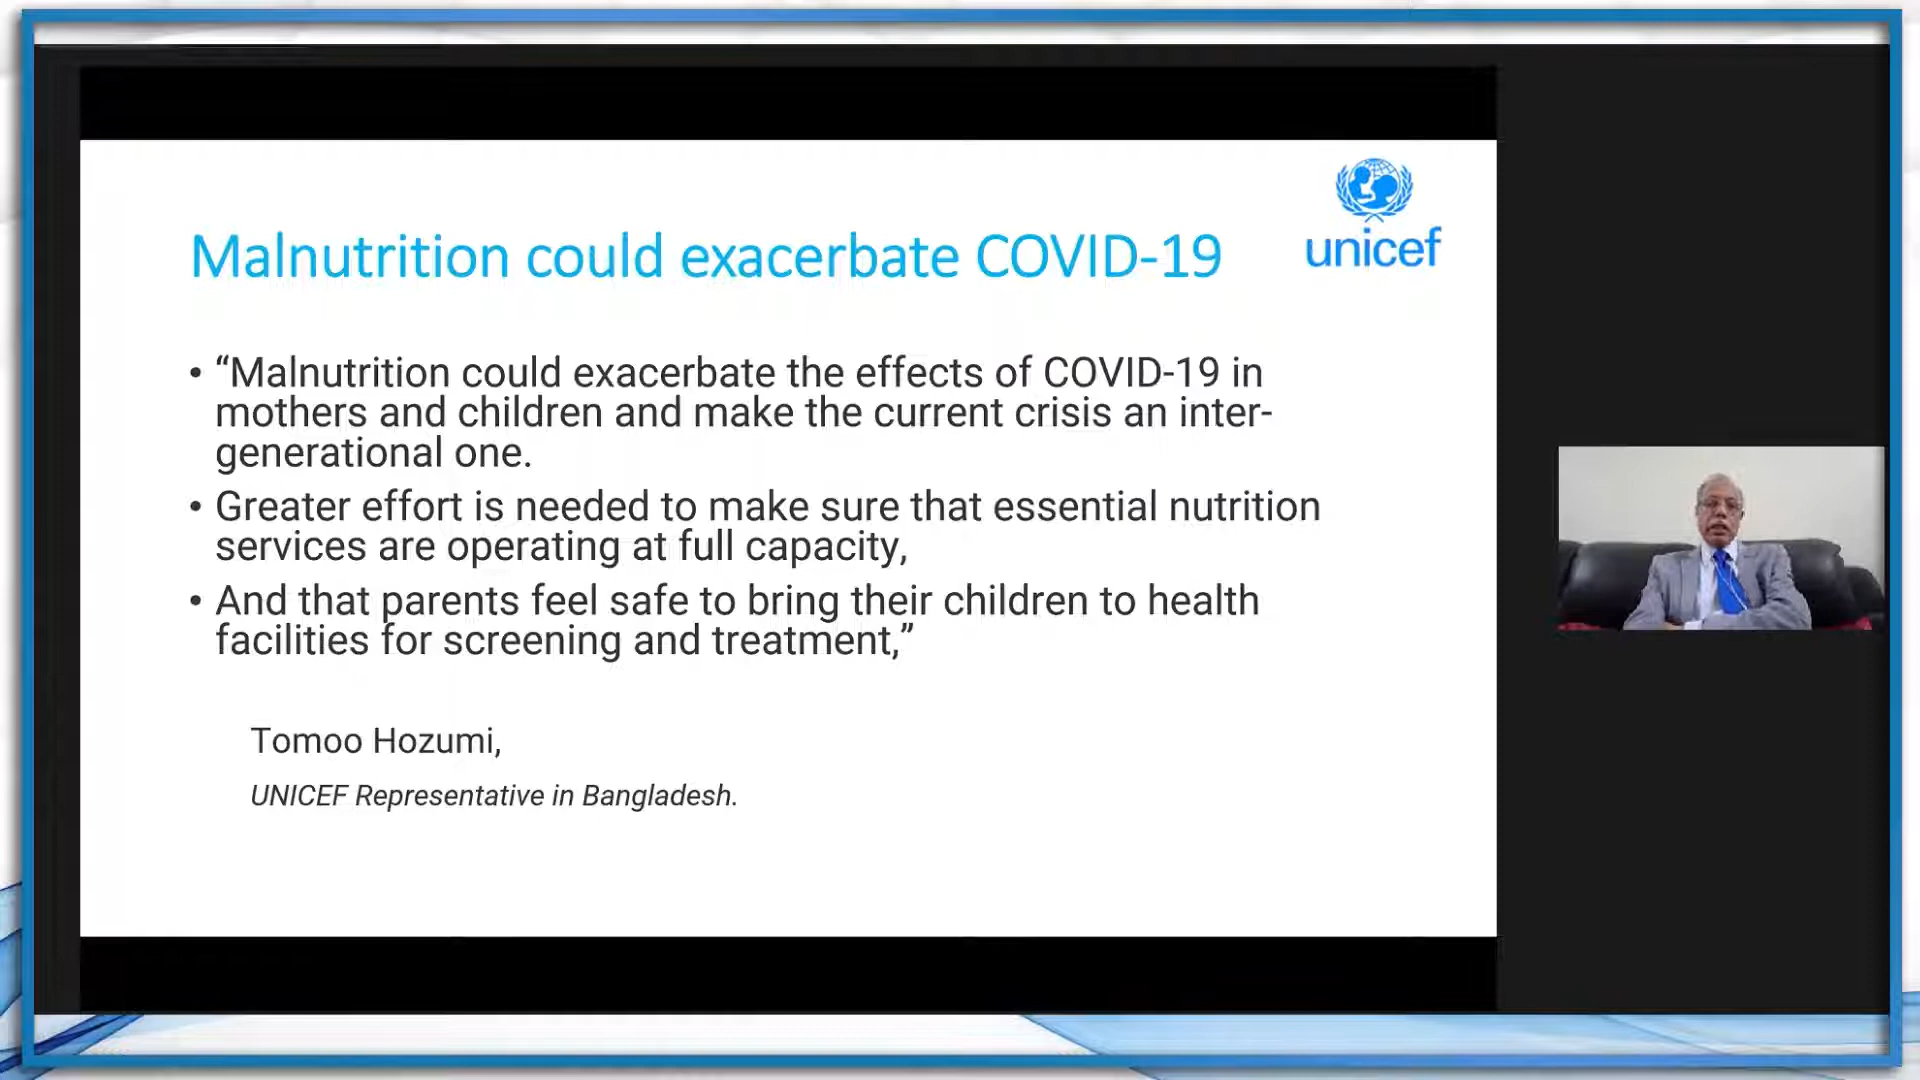 unicef
Malnutrition could exacerbate COVID-19
• “Malnutrition could exacerbate the effects of COVID-19 in
mothers and children and make the current crisis an inter-
generational one.
• Greater effort is needed to make sure that essential nutrition
services are operating at full capacity,
• And that parents feel safe to bring their children to health
facilities for screening and treatment,”
Tomoo Hozumi,
UNICEF Representative in Bangladesh.